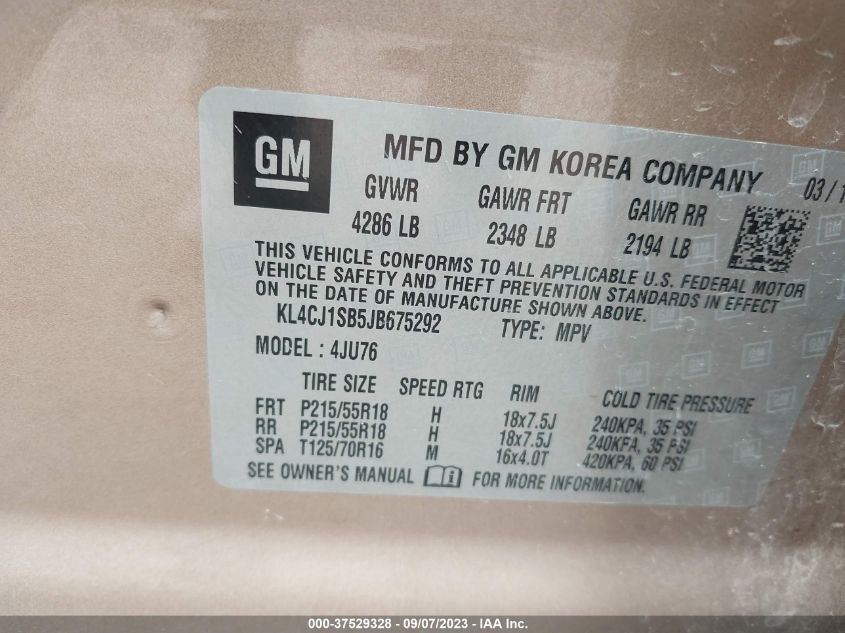 GM
MFD BY GM KOREA COMPANY 03/1
GVWR GAWR FRT GAWR RR
4286 LB 2348 LB 2194 LB
THIS VEHICLE CONFORMS TO ALL APPLICABLE U.S. FEDERAL MOTOR
VEHICLE SAFETY AND THEFT PREVENTION STANDARDS IN EFFECT
ON THE DATE OF MANUFACTURE SHOWN ABOVE.
KL4CJ1SB5JB675292 TYPE: MPV
MODEL : 4JU76
TIRE SIZE SPEED RTG RIM COLD TIRE PRESSURE
FRT P215/55R18 H 18x7.5J 240KPA, 35 PSI
RR P215/55R18 H 18x7.5J 240KPA, 35 PSI
SPA T125/70R16 M 16x4.0T 420KPA, 60 PSI
SEE OWNER'S MANUAL FOR MORE INFORMATION.
000-37529328 - 09/07/2023 - IAA Inc.